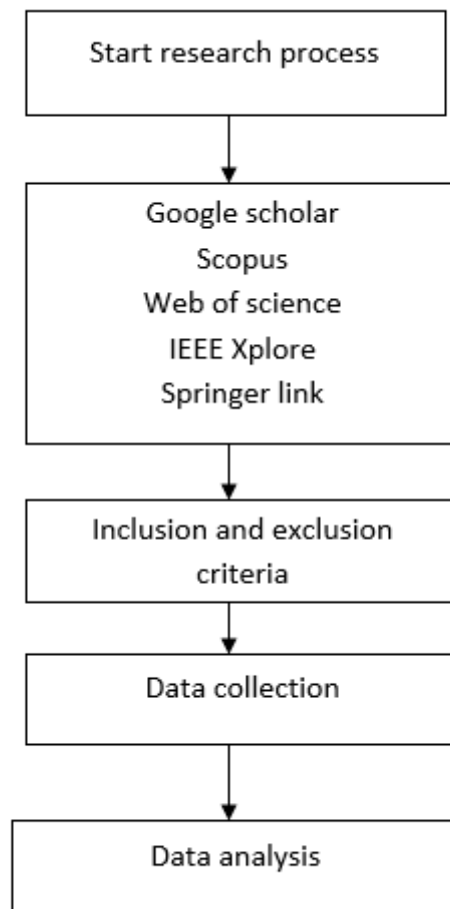 Start research process
Google scholar
Scopus
Web of science
IEEE Xplore
Springer link
Inclusion and exclusion
criteria
Data collection
Data analysis